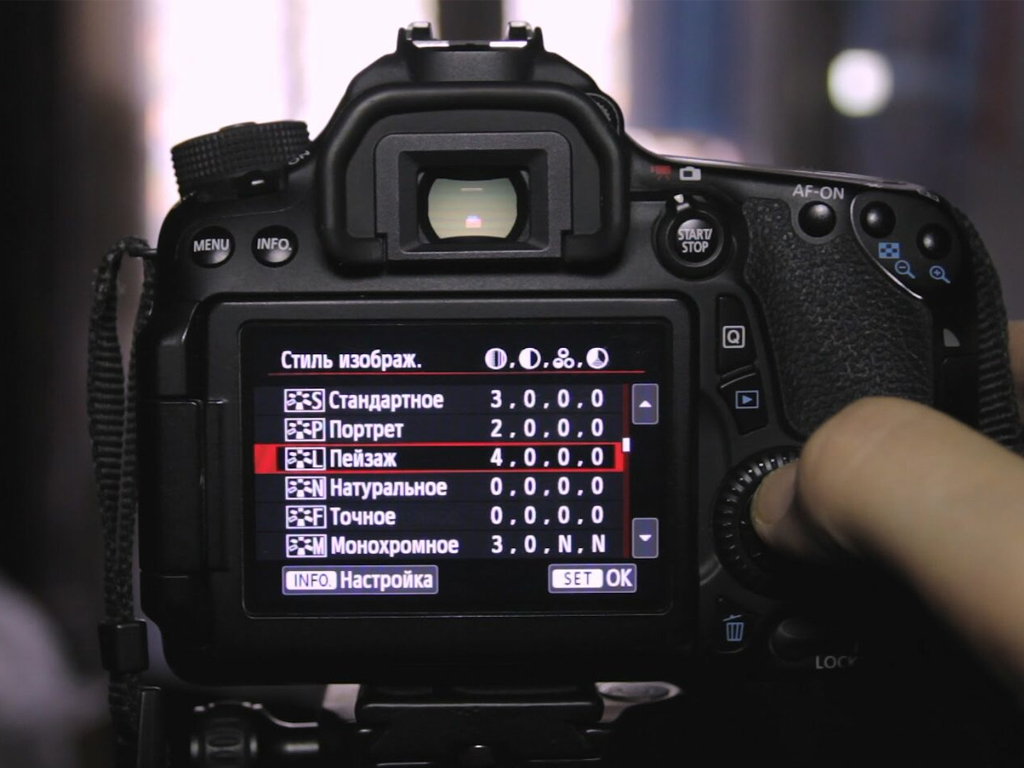 ON
AF-ON
MENU INFO.
START/
STOP
Q
Стиль изображ.
S Стандартное 3, 0, 0, 0
P Портрет 2, 0, 0, 0
L Пейзаж 4, 0, 0, 0
N Натуральное 0, 0, 0, 0
F Точное 0, 0, 0, 0
M Монохромное 3, 0, N, N
INFO. Настройка SET OK
LOCK